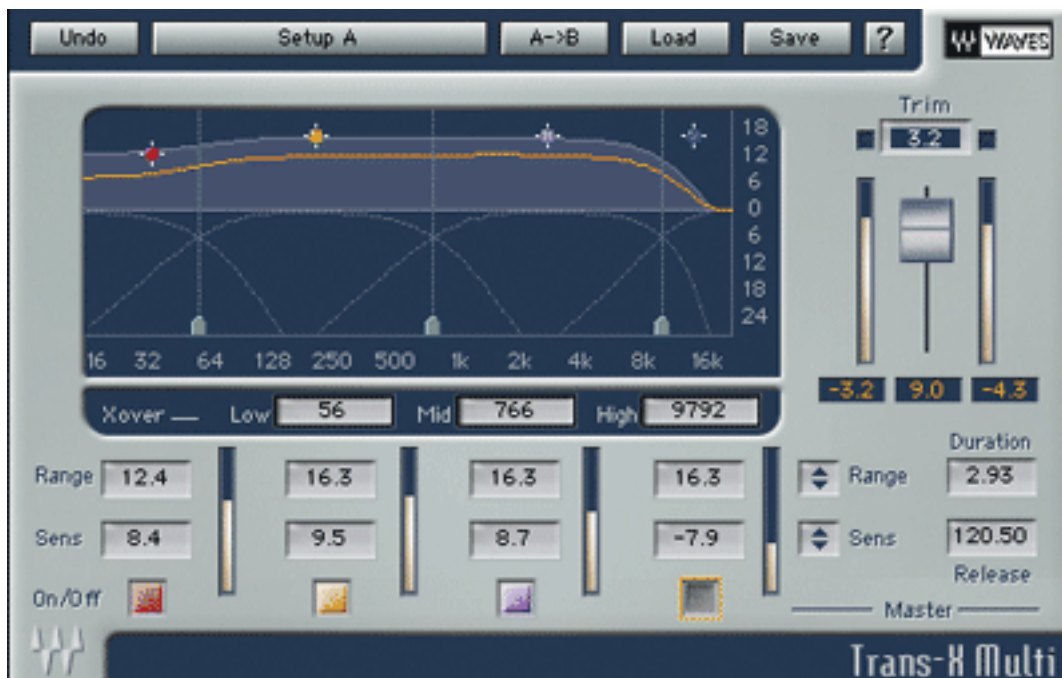 Undo Setup A A->B Load Save ? WAVES
Trim
3.2
18
12
6
0
6
12
18
24
16 32 64 128 250 500 1k 2k 4k 8k 16k
-3.2 9.0 -4.3
Xover Low 56 Mid 766 High 9792
Duration
Range 12.4 16.3 16.3 16.3 Range 2.93
Sens 8.4 9.5 8.7 -7.9 Sens 120.50
Release
On/Off
Master
Trans-X Multi